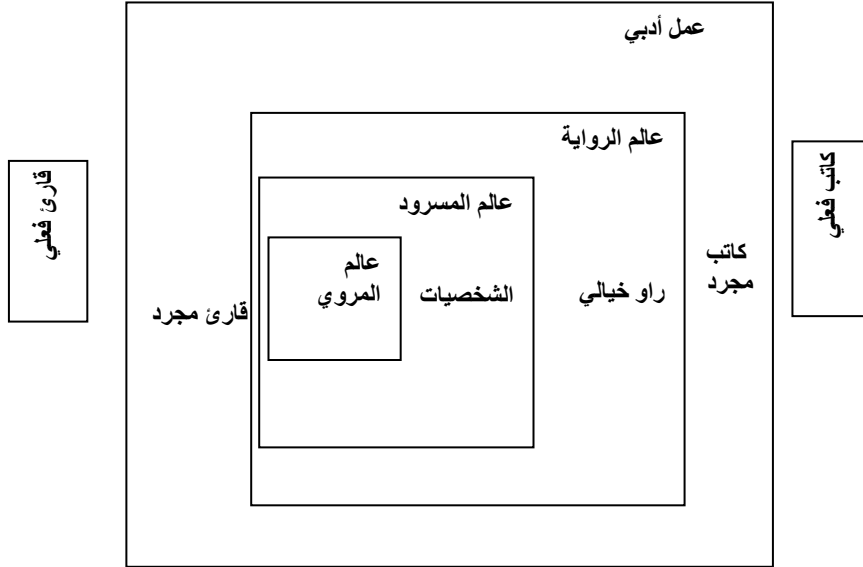 عمل أدبي
عالم الرواية
كاتب فعلي
قارئ فعلي
عالم المسرود
كاتب
مجرد
راو خيالي
الشخصيات
عالم
المروي
قارئ مجرد